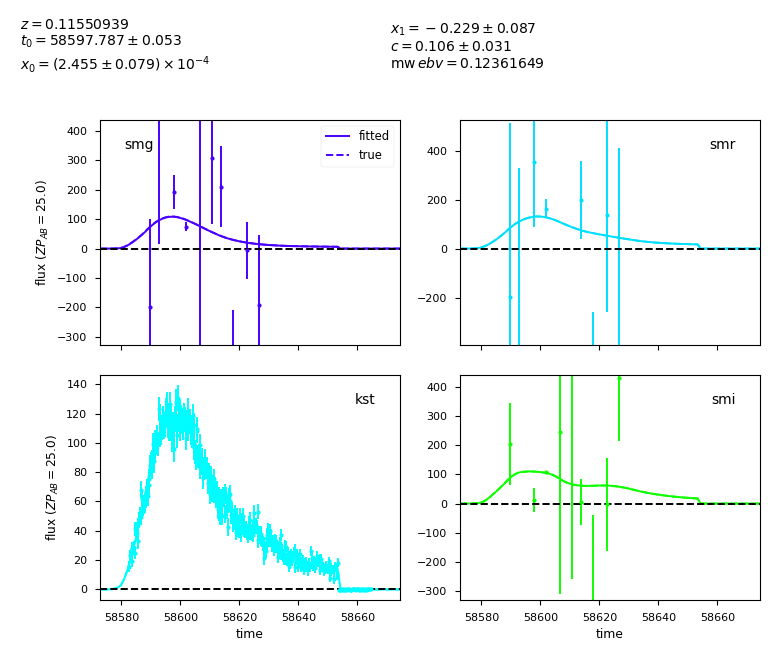 z = 0.11550939
t₀ = 58597.787 ± 0.053
x₀ = (2.455 ± 0.079) × 10⁻⁴
x₁ = −0.229 ± 0.087
c = 0.106 ± 0.031
mw ebv = 0.12361649
smg
fitted
true
400
300
200
100
0
−100
−200
−300
flux (ZP_AB = 25.0)
smr
400
200
0
−200
kst
140
120
100
80
60
40
20
0
flux (ZP_AB = 25.0)
58580 58600 58620 58640 58660
time
smi
400
300
200
100
0
−100
−200
−300
58580 58600 58620 58640 58660
time